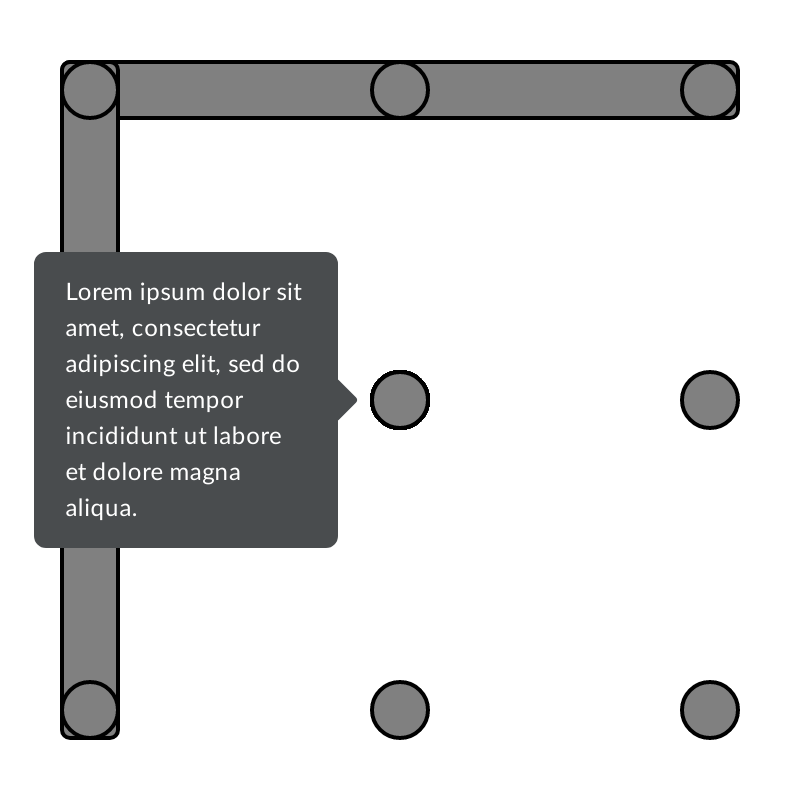 Lorem ipsum dolor sit
amet, consectetur
adipiscing elit, sed do
eiusmod tempor
incididunt ut labore
et dolore magna
aliqua.